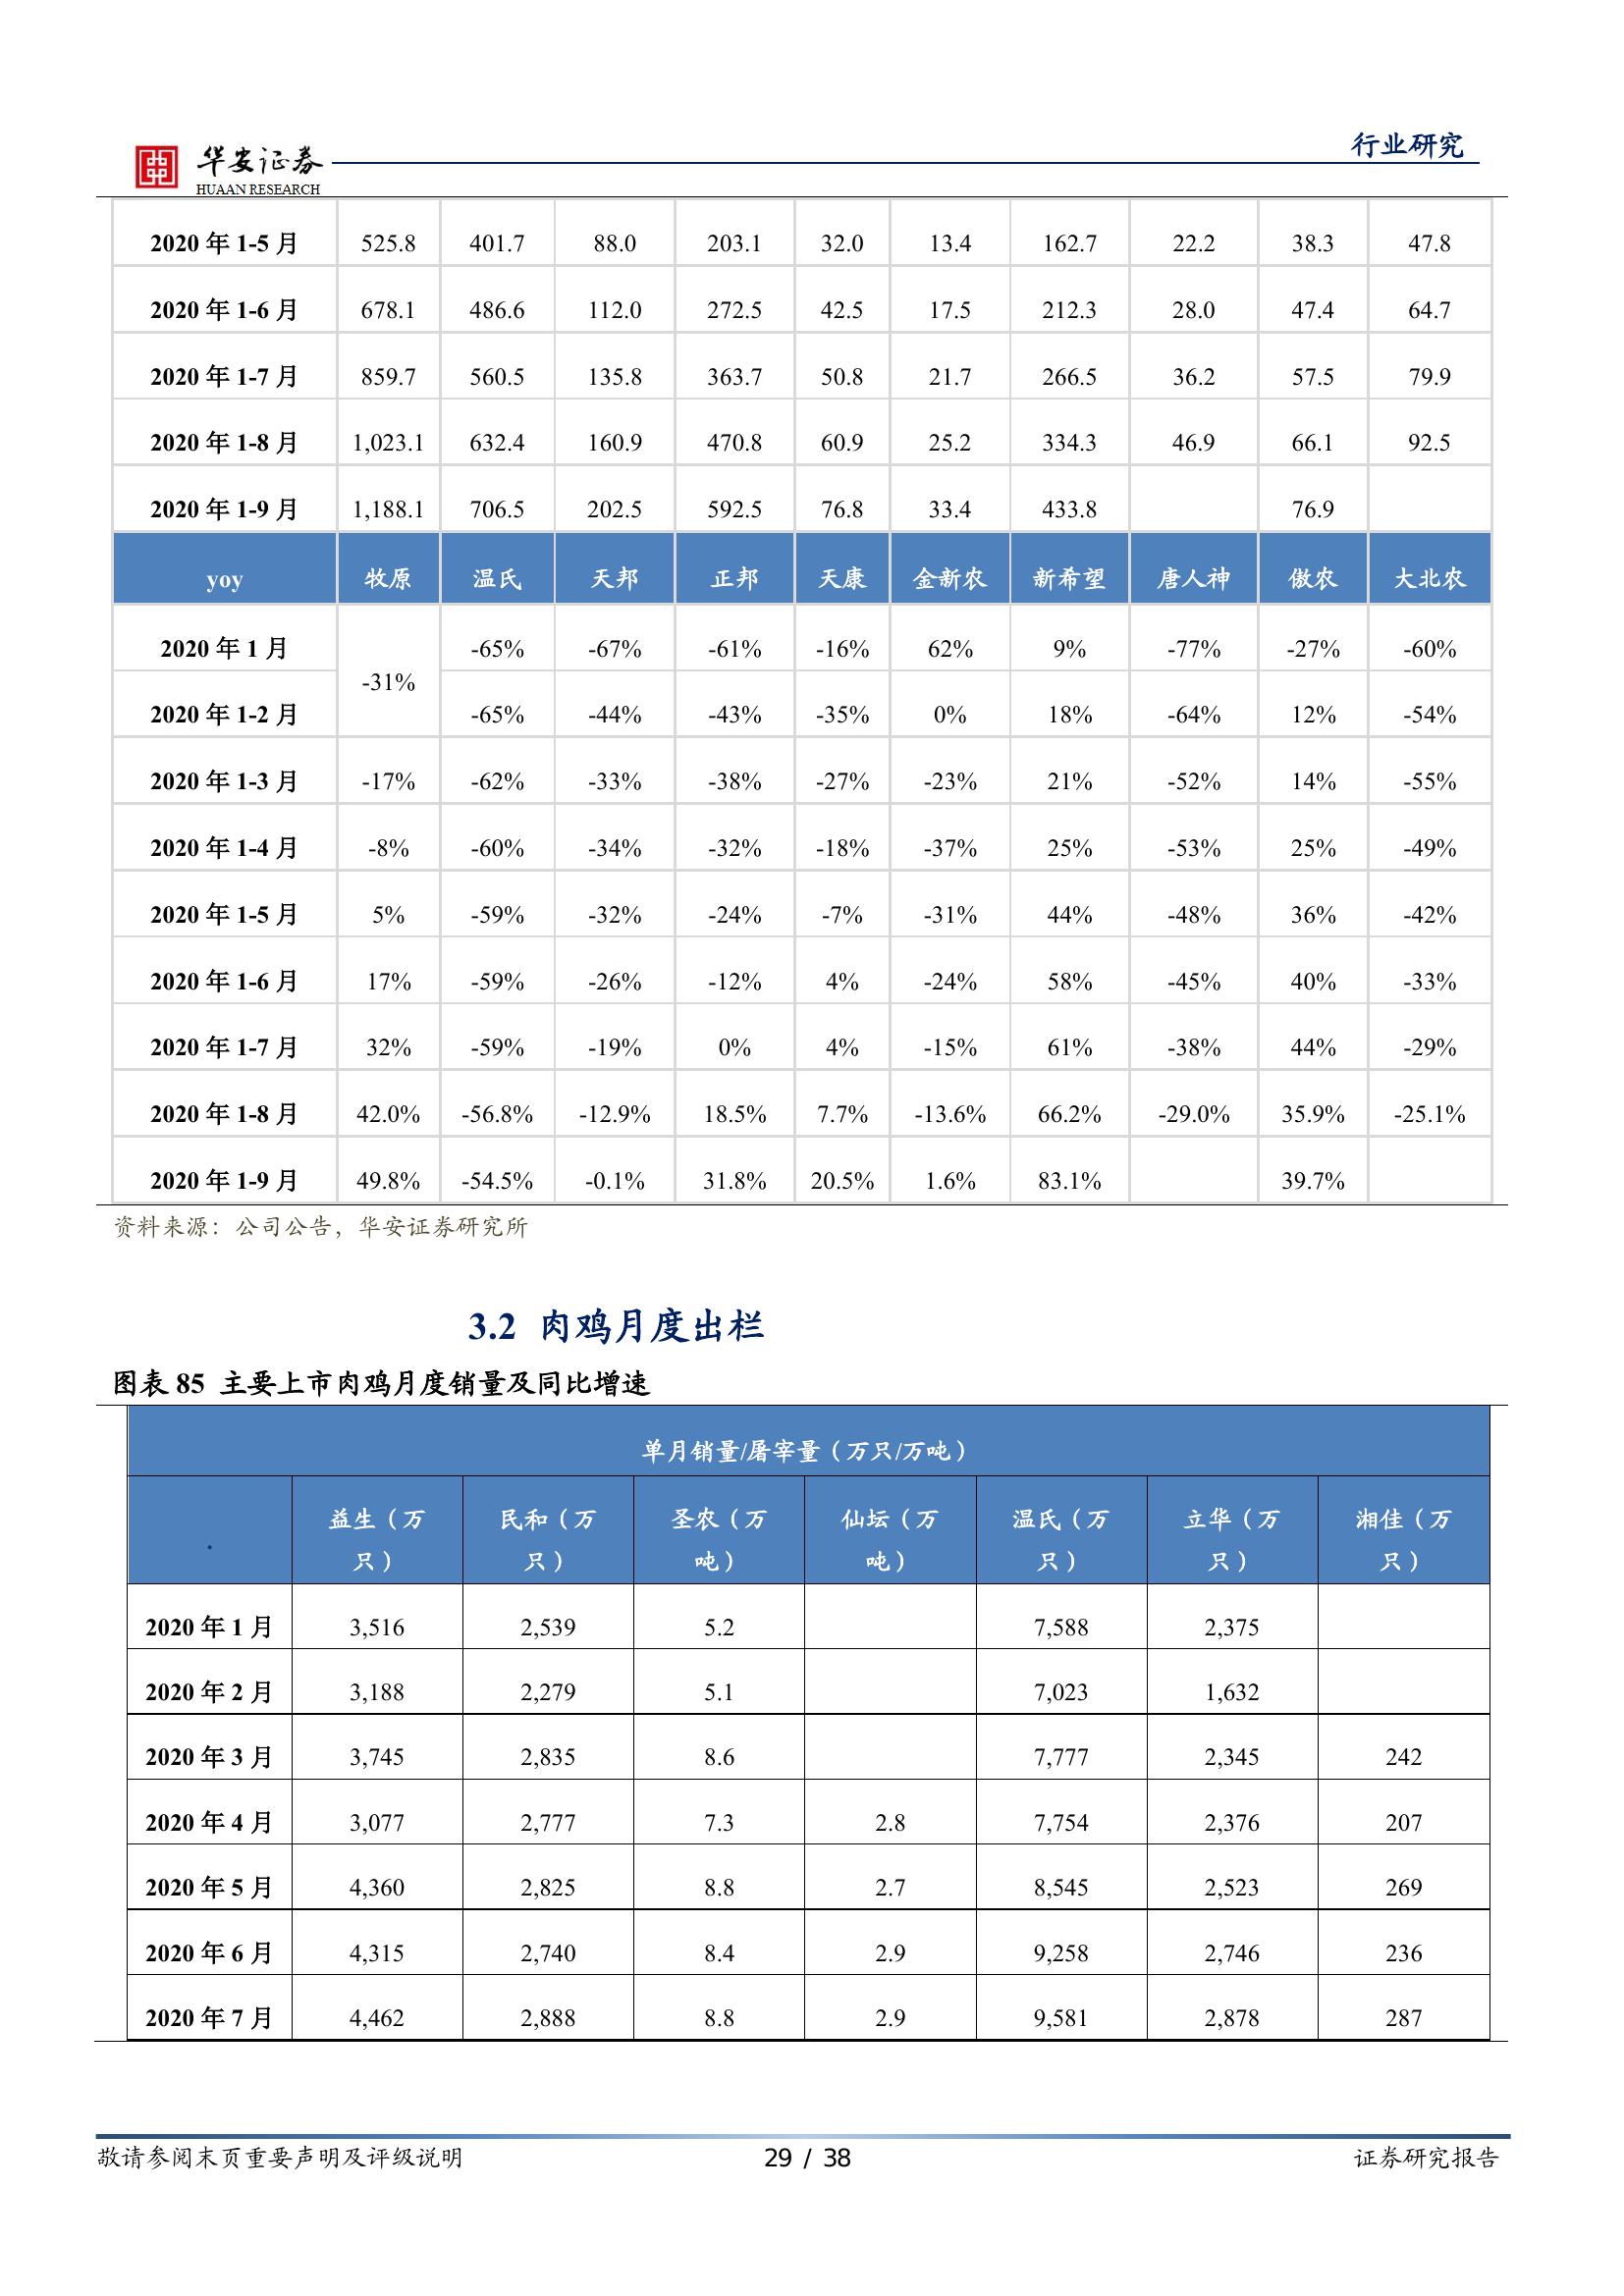 行业研究
华安证券
HUAAN RESEARCH
2020 年 1-5 月 525.8 401.7 88.0 203.1 32.0 13.4 162.7 22.2 38.3 47.8
2020 年 1-6 月 678.1 486.6 112.0 272.5 42.5 17.5 212.3 28.0 47.4 64.7
2020 年 1-7 月 859.7 560.5 135.8 363.7 50.8 21.7 266.5 36.2 57.5 79.9
2020 年 1-8 月 1,023.1 632.4 160.9 470.8 60.9 25.2 334.3 46.9 66.1 92.5
2020 年 1-9 月 1,188.1 706.5 202.5 592.5 76.8 33.4 433.8 76.9
yoy 牧原 温氏 天邦 正邦 天康 金新农 新希望 唐人神 傲农 大北农
2020 年 1 月 -65% -67% -61% -16% 62% 9% -77% -27% -60%
-31%
2020 年 1-2 月 -65% -44% -43% -35% 0% 18% -64% 12% -54%
2020 年 1-3 月 -17% -62% -33% -38% -27% -23% 21% -52% 14% -55%
2020 年 1-4 月 -8% -60% -34% -32% -18% -37% 25% -53% 25% -49%
2020 年 1-5 月 5% -59% -32% -24% -7% -31% 44% -48% 36% -42%
2020 年 1-6 月 17% -59% -26% -12% 4% -24% 58% -45% 40% -33%
2020 年 1-7 月 32% -59% -19% 0% 4% -15% 61% -38% 44% -29%
2020 年 1-8 月 42.0% -56.8% -12.9% 18.5% 7.7% -13.6% 66.2% -29.0% 35.9% -25.1%
2020 年 1-9 月 49.8% -54.5% -0.1% 31.8% 20.5% 1.6% 83.1% 39.7%
资料来源：公司公告，华安证券研究所
3.2 肉鸡月度出栏
图表 85 主要上市肉鸡月度销量及同比增速
单月销量/屠宰量（万只/万吨）
. 益生（万只） 民和（万只） 圣农（万吨） 仙坛（万吨） 温氏（万只） 立华（万只） 湘佳（万只）
2020 年 1 月 3,516 2,539 5.2 7,588 2,375
2020 年 2 月 3,188 2,279 5.1 7,023 1,632
2020 年 3 月 3,745 2,835 8.6 7,777 2,345 242
2020 年 4 月 3,077 2,777 7.3 2.8 7,754 2,376 207
2020 年 5 月 4,360 2,825 8.8 2.7 8,545 2,523 269
2020 年 6 月 4,315 2,740 8.4 2.9 9,258 2,746 236
2020 年 7 月 4,462 2,888 8.8 2.9 9,581 2,878 287
敬请参阅末页重要声明及评级说明 29 / 38 证券研究报告